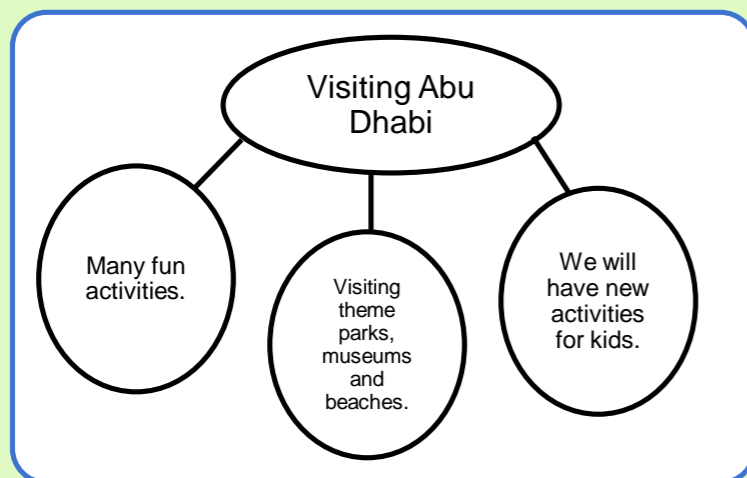 Visiting Abu
Dhabi
Many fun
activities.
Visiting
theme
parks,
museums
and
beaches.
We will
have new
activities
for kids.